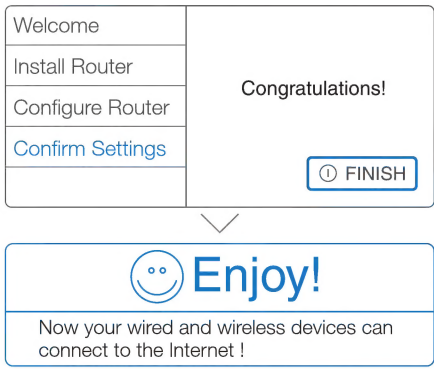 Welcome
Install Router
Configure Router
Confirm Settings
Congratulations!
① FINISH
Enjoy!
Now your wired and wireless devices can
connect to the Internet !